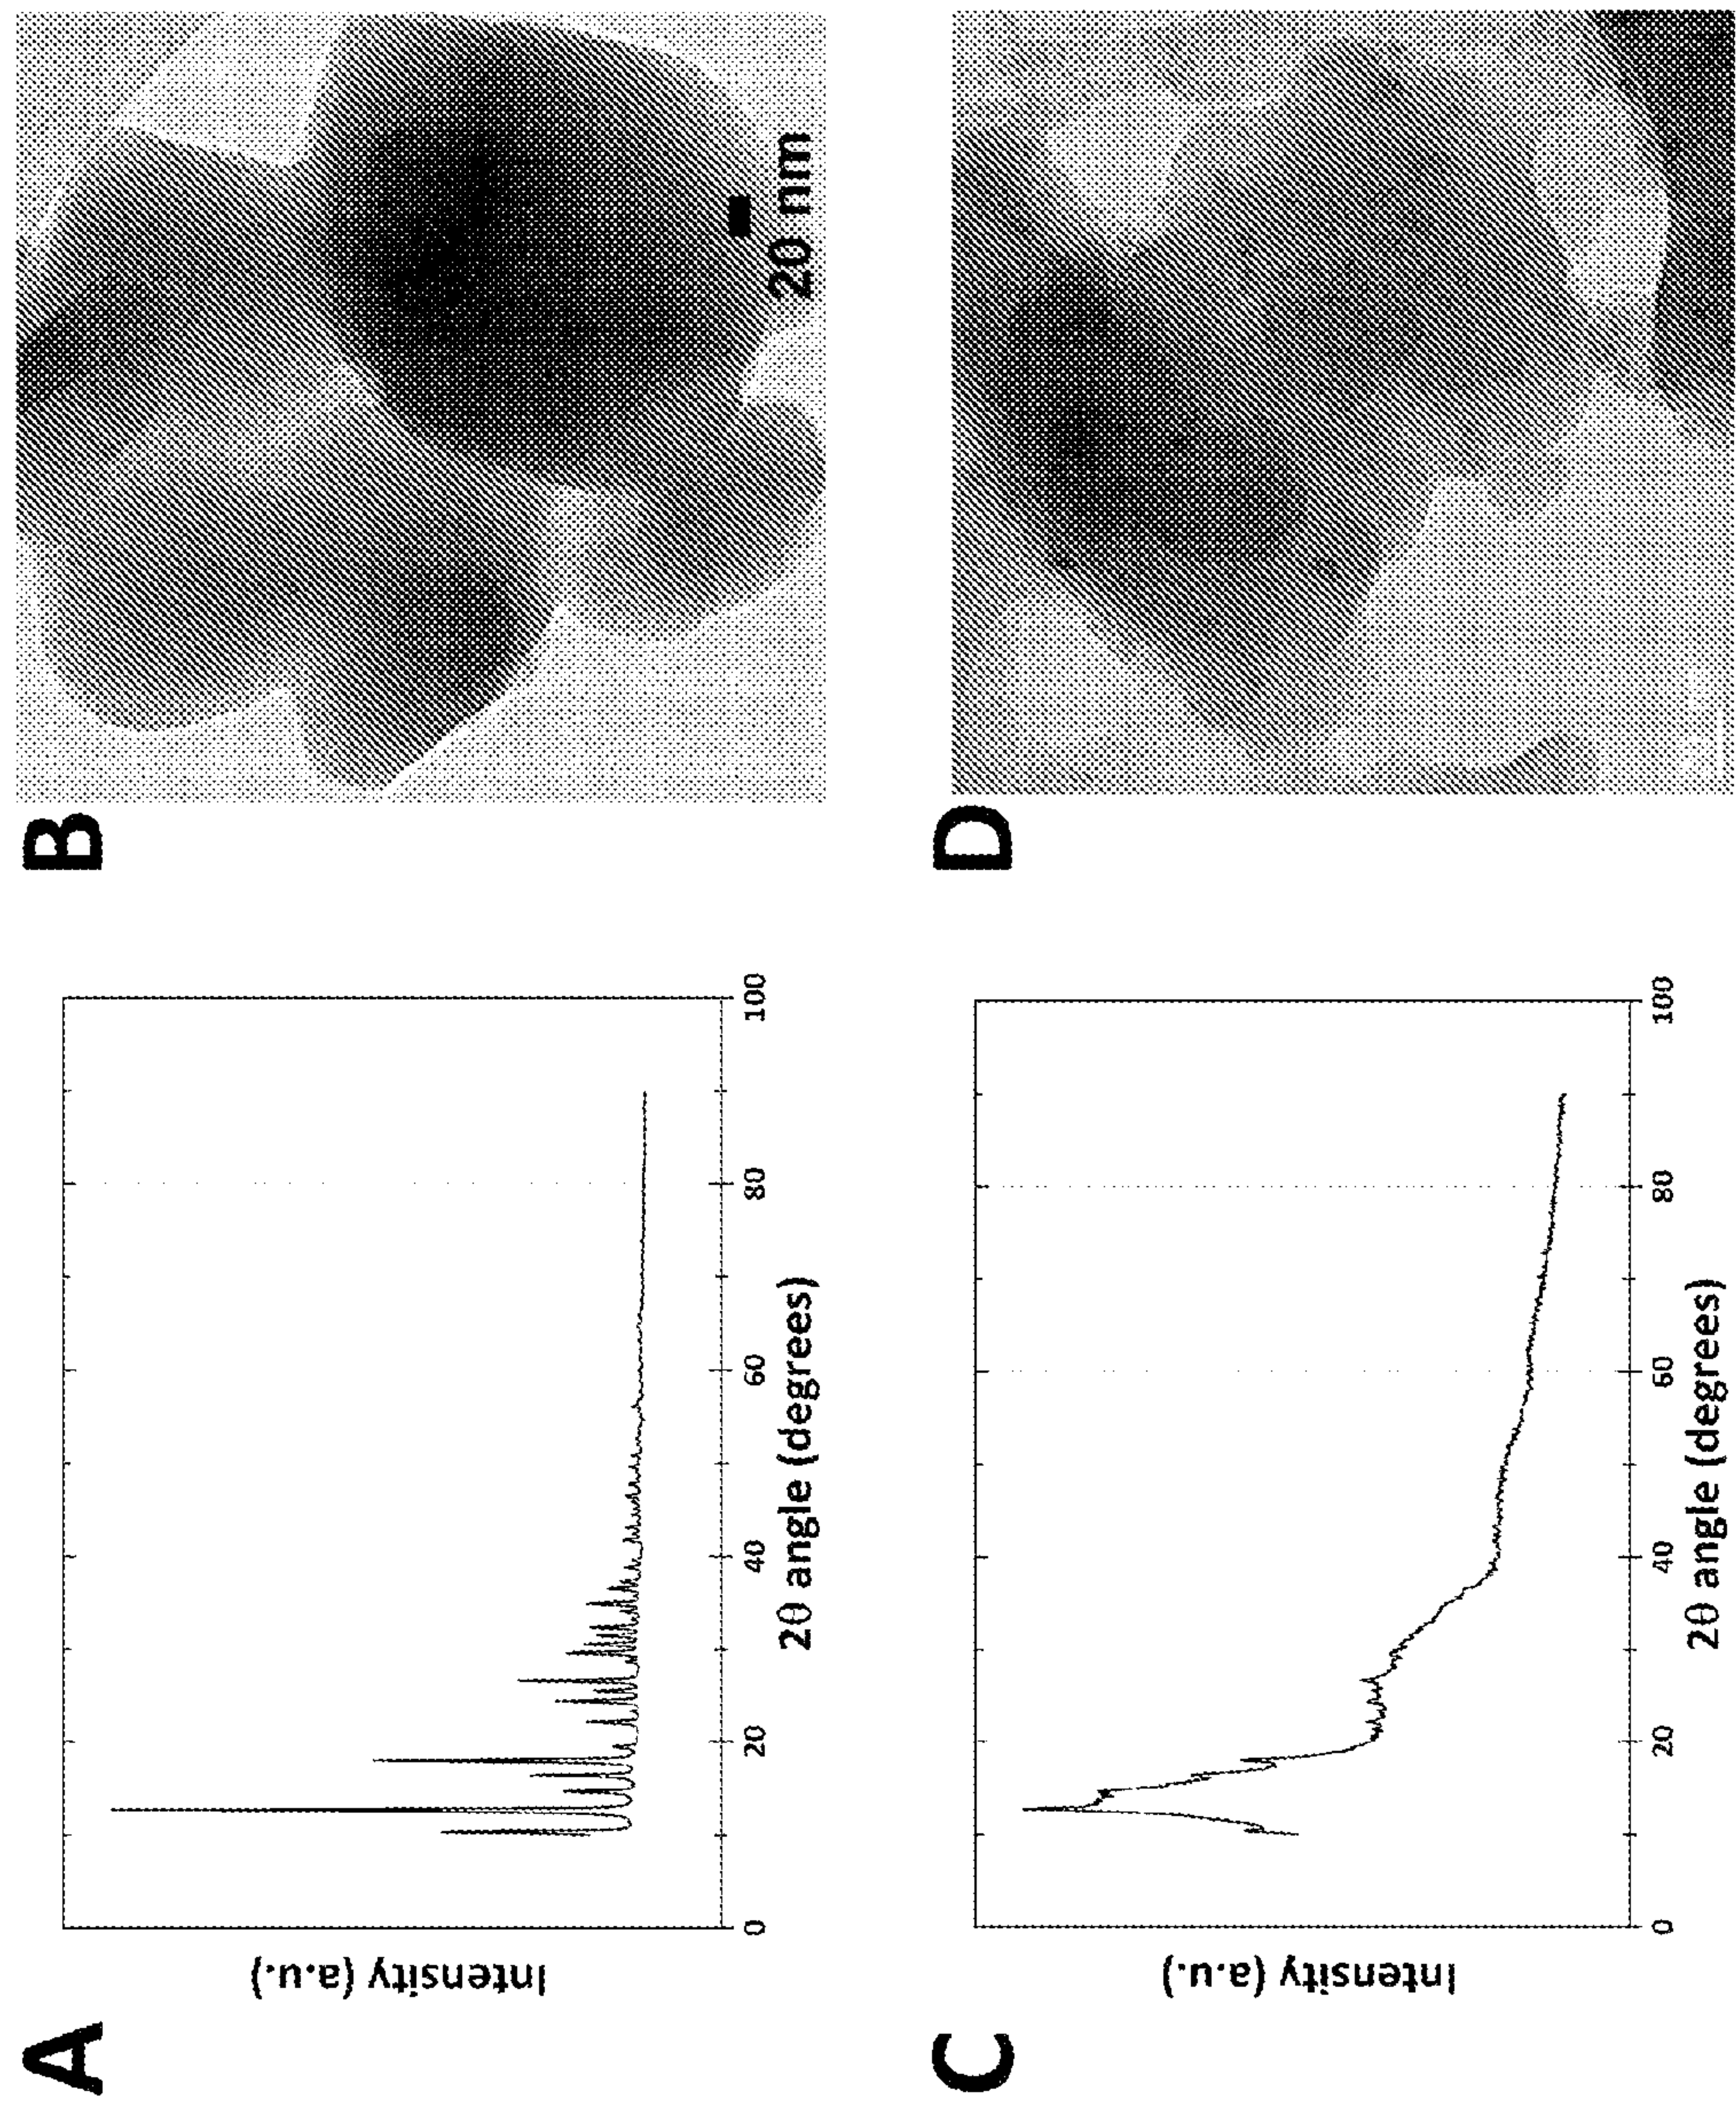 A
Intensity (a.u.)
0
20
40
60
80
100
2θ angle (degrees)
B
20 nm
C
Intensity (a.u.)
0
20
40
60
80
100
2θ angle (degrees)
D